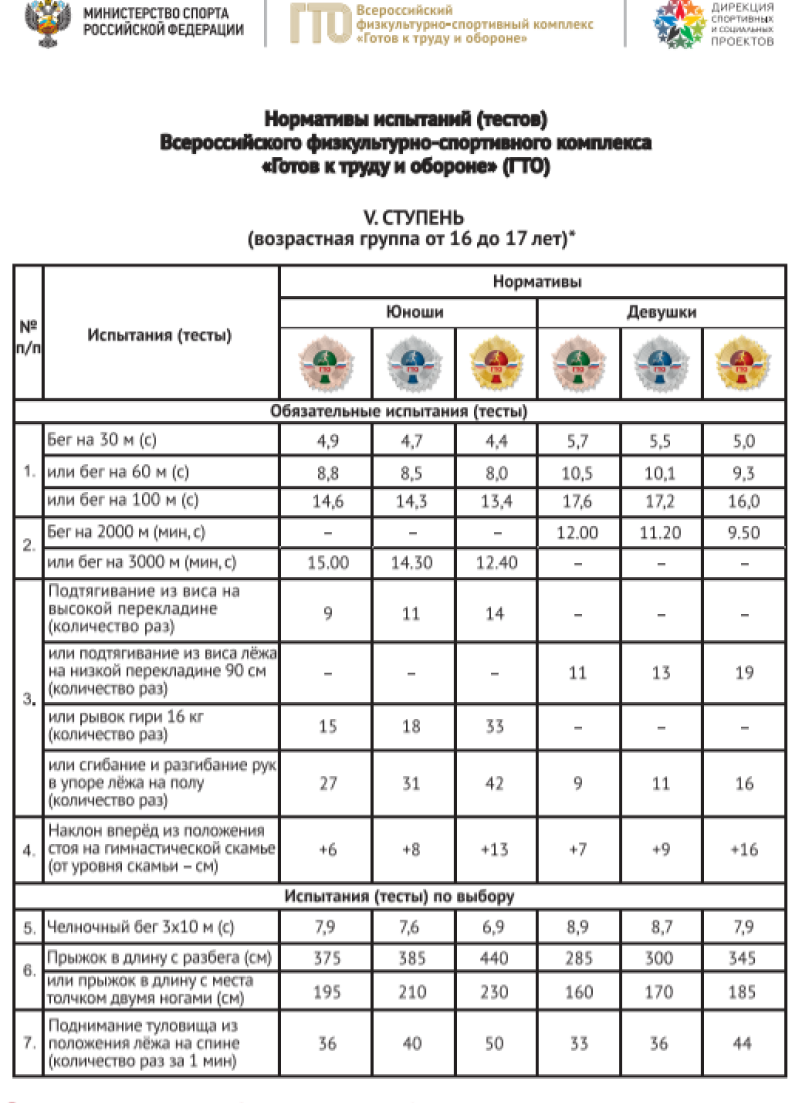 МИНИСТЕРСТВО СПОРТА
РОССИЙСКОЙ ФЕДЕРАЦИИ
ГТО
Всероссийский
физкультурно-спортивный комплекс
«Готов к труду и обороне»
ДИРЕКЦИЯ
СПОРТИВНЫХ
И СОЦИАЛЬНЫХ
ПРОЕКТОВ
Нормативы испытаний (тестов)
Всероссийского физкультурно-спортивного комплекса
«Готов к труду и обороне» (ГТО)
V. СТУПЕНЬ
(возрастная группа от 16 до 17 лет)*
№
п/п
Испытания (тесты)
Нормативы
Юноши Девушки
ГТО ГТО ГТО ГТО ГТО ГТО
Обязательные испытания (тесты)
1.
Бег на 30 м (с) 4,9 4,7 4,4 5,7 5,5 5,0
или бег на 60 м (с) 8,8 8,5 8,0 10,5 10,1 9,3
или бег на 100 м (с) 14,6 14,3 13,4 17,6 17,2 16,0
2.
Бег на 2000 м (мин, с) – – – 12.00 11.20 9.50
или бег на 3000 м (мин, с) 15.00 14.30 12.40 – – –
3.
Подтягивание из виса на
высокой перекладине
(количество раз) 9 11 14 – – –
или подтягивание из виса лёжа
на низкой перекладине 90 см
(количество раз) – – – 11 13 19
или рывок гири 16 кг
(количество раз) 15 18 33 – – –
или сгибание и разгибание рук
в упоре лёжа на полу
(количество раз) 27 31 42 9 11 16
4.
Наклон вперёд из положения
стоя на гимнастической скамье
(от уровня скамьи – см) +6 +8 +13 +7 +9 +16
Испытания (тесты) по выбору
5. Челночный бег 3х10 м (с) 7,9 7,6 6,9 8,9 8,7 7,9
6.
Прыжок в длину с разбега (см) 375 385 440 285 300 345
или прыжок в длину с места
толчком двумя ногами (см) 195 210 230 160 170 185
7.
Поднимание туловища из
положения лёжа на спине
(количество раз за 1 мин) 36 40 50 33 36 44